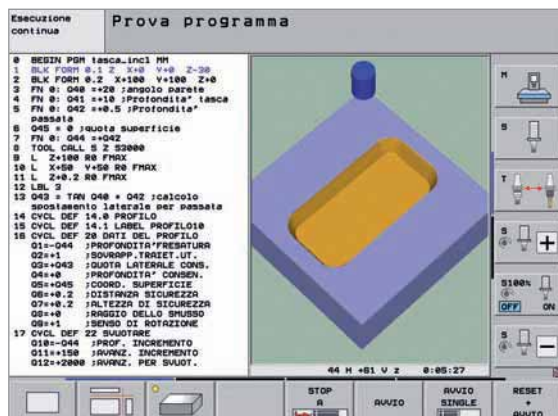 Esecuzione
continua
Prova programma
0 BEGIN PGM tasca_incl MM
1 BLK FORM 0.1 Z X+0 Y+0 Z-30
2 BLK FORM 0.2 X+100 Y+100 Z+0
3 FN 0: Q40 =+20 ;angolo parete
4 FN 0: Q41 =+10 ;Profondita' tasca
5 FN 0: Q42 =+0.5 ;Profondita'
passata
6 Q45 = 0 ;quota superficie
7 FN 0: Q44 =+Q42
8 TOOL CALL 5 Z S3000
9 L Z+100 R0 FMAX
10 L X+50 Y+50 R0 FMAX
11 L Z+0.2 R0 FMAX
12 LBL 3
13 Q43 = TAN Q40 * Q42 ;calcolo
spostamento laterale per passata
14 CYCL DEF 14.0 PROFILO
15 CYCL DEF 14.1 LABEL PROFILO10
16 CYCL DEF 20 DATI DEL PROFILO
Q1=-Q44 ;PROFONDITA'FRESATURA
Q2=+1 ;SOVRAPP.TRAIET.UT.
Q3=+Q43 ;QUOTA LATERALE CONS.
Q4=+0 ;PROFONDITA' CONSEN.
Q5=+Q45 ;COORD. SUPERFICIE
Q6=+0.2 ;DISTANZA SICUREZZA
Q7=+0.2 ;ALTEZZA DI SICUREZZA
Q8=+0 ;RAGGIO DELLO SMUSSO
Q9=+1 ;SENSO DI ROTAZIONE
17 CYCL DEF 22 SVUOTARE
Q10=-Q44 ;PROF. INCREMENTO
Q11=+150 ;AVANZ. INCREMENTO
Q12=+2000 ;AVANZ. PER SVUOT.
44 H +61 V z 0:05:27
M
S
T
S
S100%
OFF ON
S
STOP
A
AVVIO
AVVIO
SINGLE
RESET
+
AVVIO